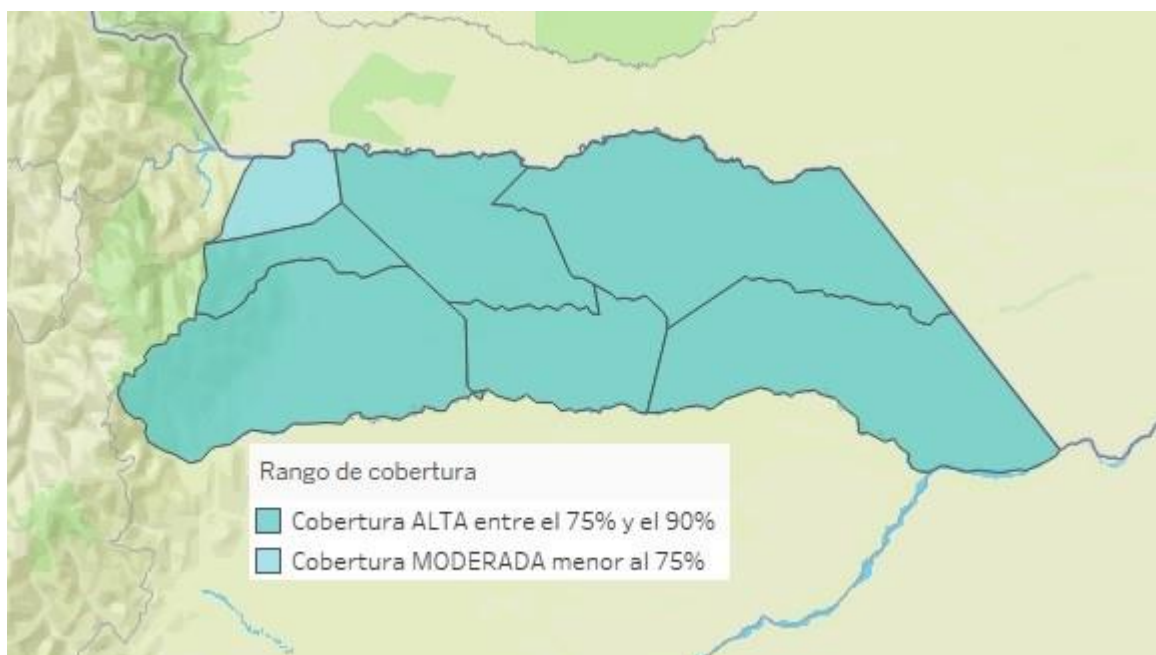 Rango de cobertura
Cobertura ALTA entre el 75% y el 90%
Cobertura MODERADA menor al 75%